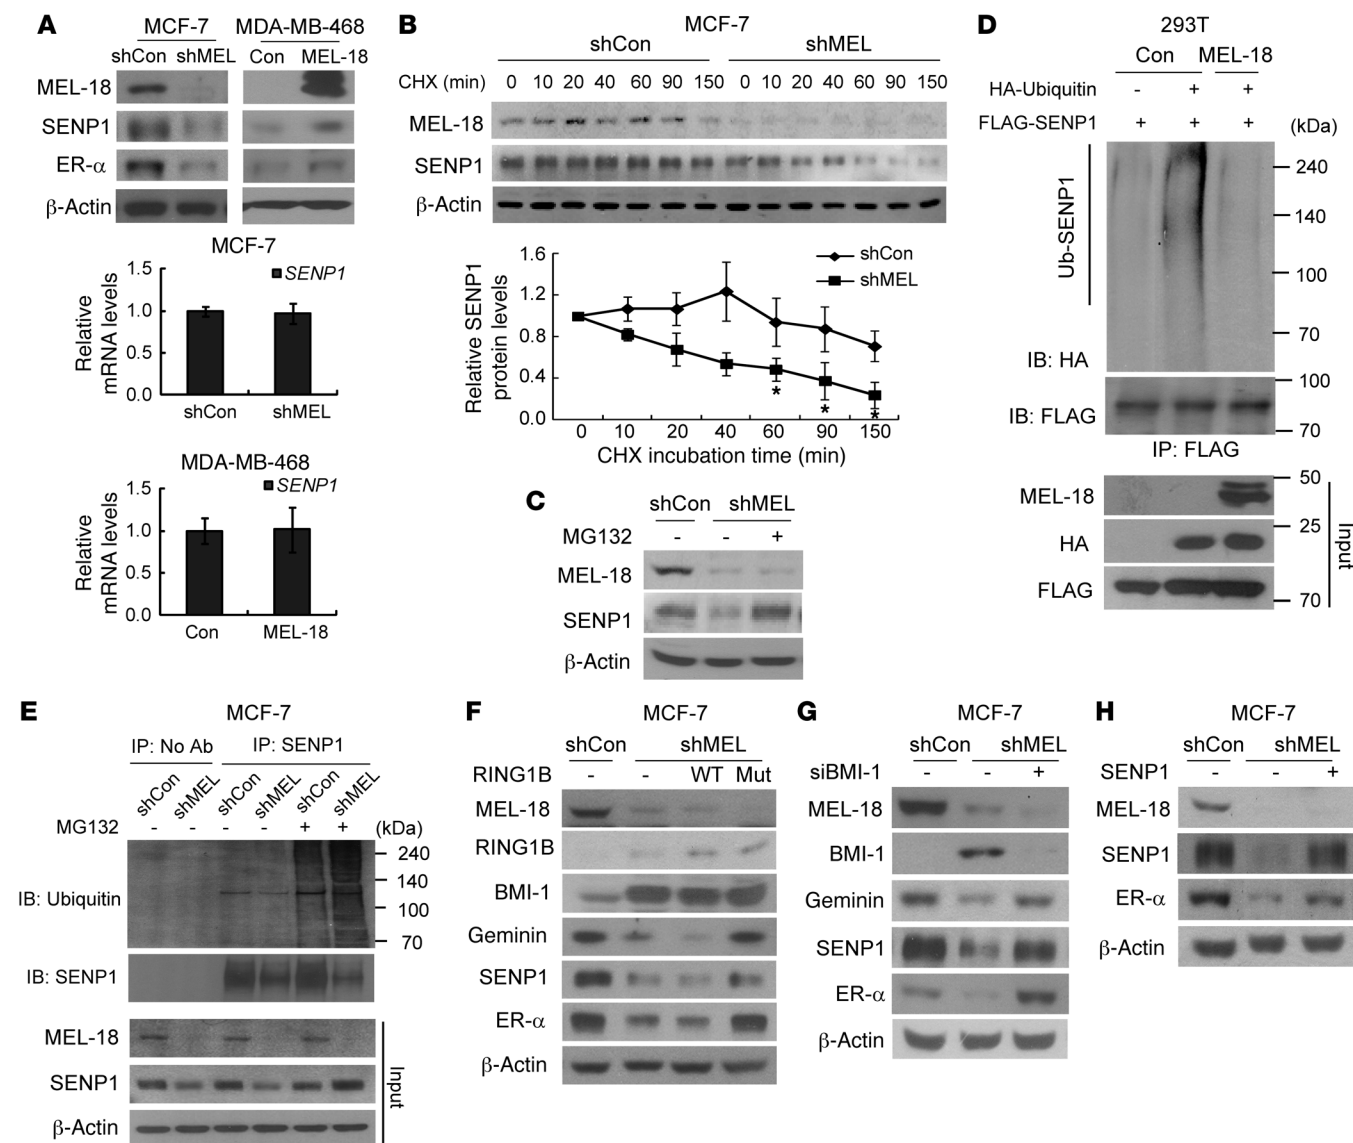 A
MCF-7 MDA-MB-468
shCon shMEL Con MEL-18
MEL-18
SENP1
ER-α
β-Actin
MCF-7
Relative mRNA levels
1.5
1.0
0.5
0.0
SENP1
shCon shMEL
MDA-MB-468
Relative mRNA levels
1.5
1.0
0.5
0.0
SENP1
Con MEL-18
B
MCF-7
shCon shMEL
CHX (min) 0 10 20 40 60 90 150 0 10 20 40 60 90 150
MEL-18
SENP1
β-Actin
Relative SENP1 protein levels
1.6
1.2
0.8
0.4
0.0
shCon
shMEL
* * *
0 10 20 40 60 90 150
CHX incubation time (min)
C
shCon shMEL
MG132 - - +
MEL-18
SENP1
β-Actin
D
293T
Con MEL-18
HA-Ubiquitin - + +
FLAG-SENP1 + + + (kDa)
Ub-SENP1
240
140
100
70
IB: HA
100
IB: FLAG
70
IP: FLAG
MEL-18 50
25
HA
FLAG
70
Input
E
MCF-7
IP: No Ab IP: SENP1
shCon shMEL shCon shMEL shCon shMEL
MG132 - - - - + + (kDa)
240
140
IB: Ubiquitin
100
70
IB: SENP1
MEL-18
SENP1
β-Actin
Input
F
MCF-7
shCon shMEL
RING1B - - WT Mut
MEL-18
RING1B
BMI-1
Geminin
SENP1
ER-α
β-Actin
G
MCF-7
shCon shMEL
siBMI-1 - - +
MEL-18
BMI-1
Geminin
SENP1
ER-α
β-Actin
H
MCF-7
shCon shMEL
SENP1 - - +
MEL-18
SENP1
ER-α
β-Actin